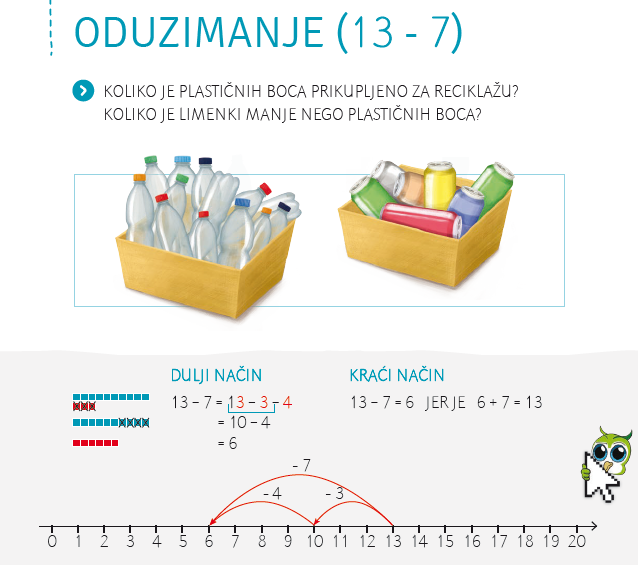 ODUZIMANJE (13 - 7)
KOLIKO JE PLASTIČNIH BOCA PRIKUPLJENO ZA RECIKLAŽU?
KOLIKO JE LIMENKI MANJE NEGO PLASTIČNIH BOCA?
DULJI NAČIN
13 – 7 = 13 – 3 – 4
= 10 – 4
= 6
KRAĆI NAČIN
13 – 7 = 6 JER JE 6 + 7 = 13
- 7
- 4 - 3
0 1 2 3 4 5 6 7 8 9 10 11 12 13 14 15 16 17 18 19 20